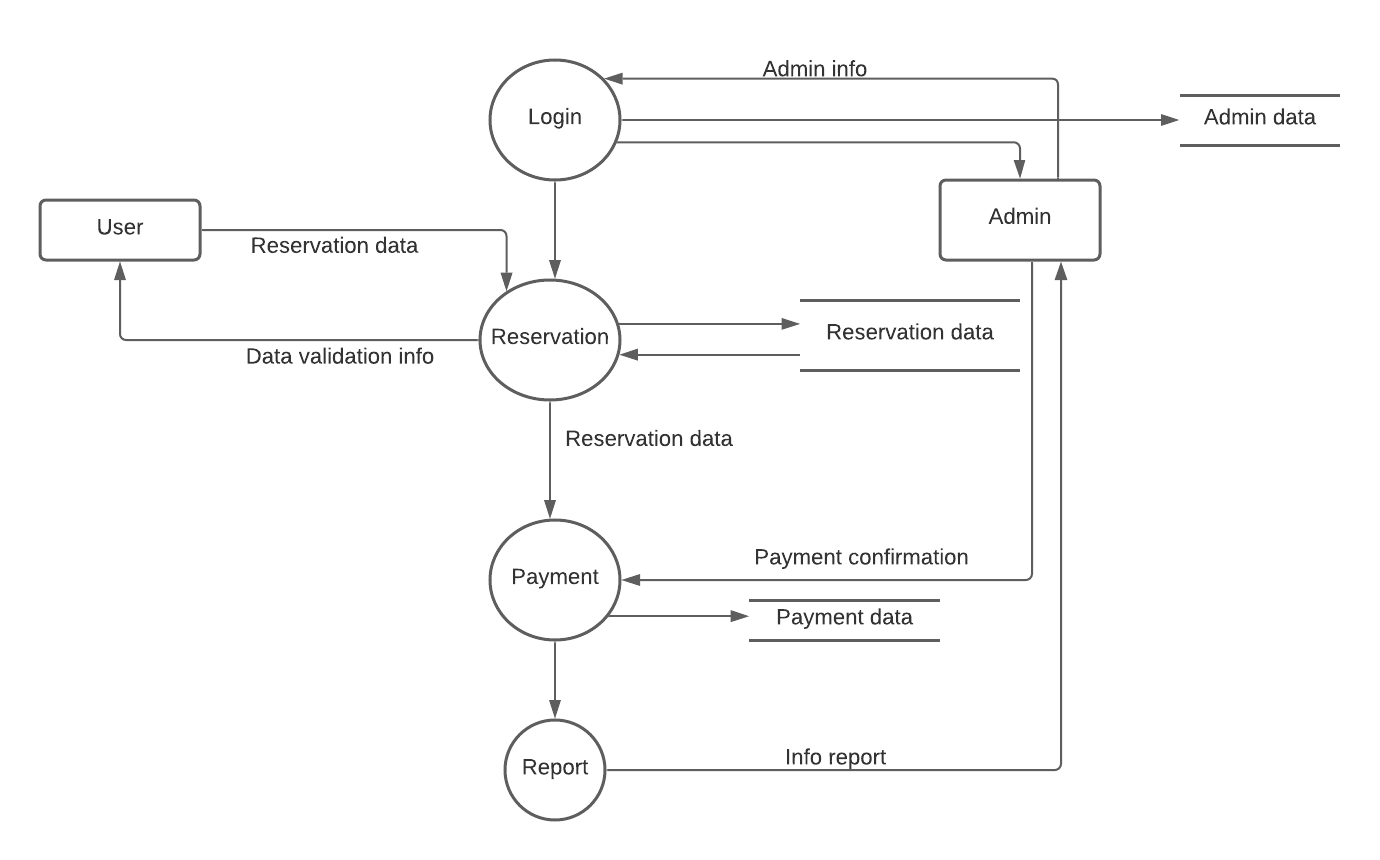 Admin info
Login
Admin data
Admin
User
Reservation data
Reservation
Reservation data
Data validation info
Reservation data
Payment confirmation
Payment
Payment data
Info report
Report